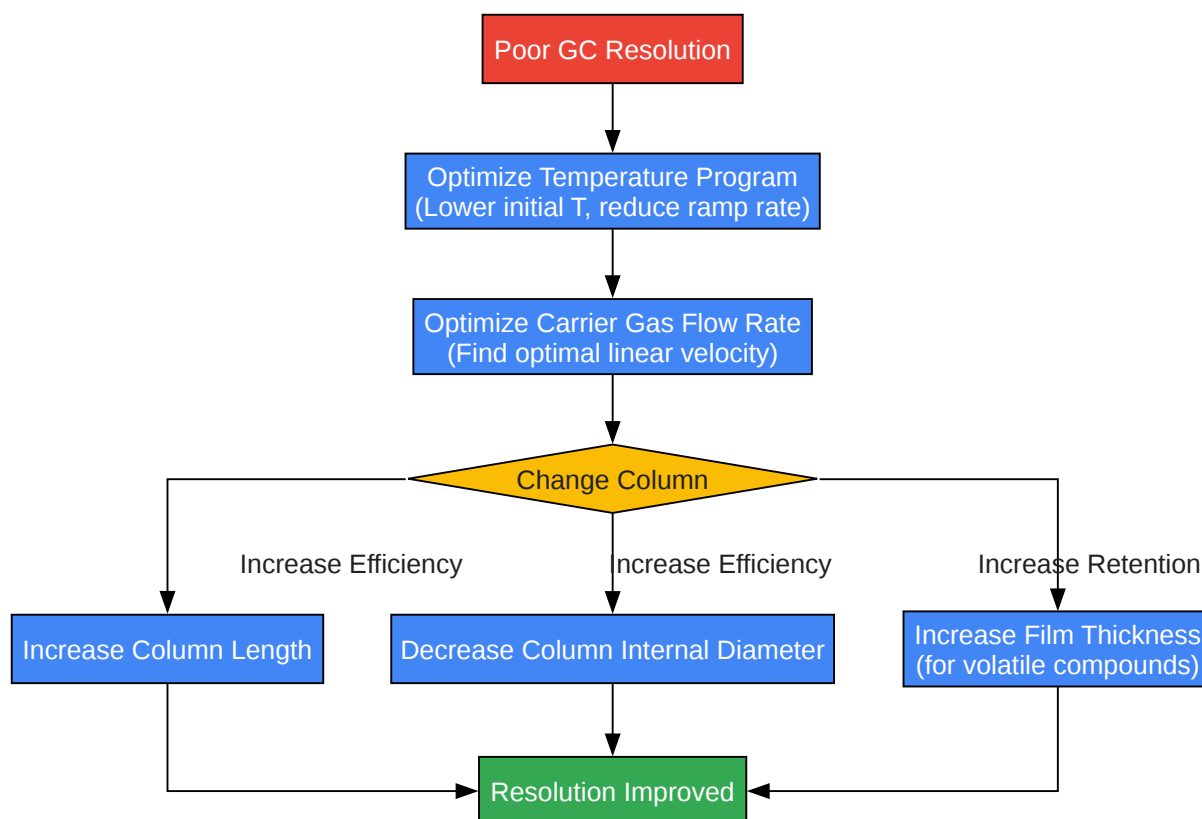 Poor GC Resolution
Optimize Temperature Program
(Lower initial T, reduce ramp rate)
Optimize Carrier Gas Flow Rate
(Find optimal linear velocity)
Change Column
Increase Efficiency
Increase Efficiency
Increase Retention
Increase Column Length
Decrease Column Internal Diameter
Increase Film Thickness
(for volatile compounds)
Resolution Improved